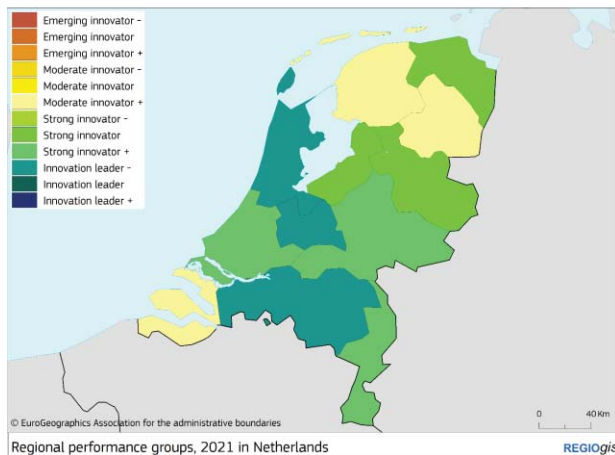 Emerging innovator -
Emerging innovator
Emerging innovator +
Moderate innovator -
Moderate innovator
Moderate innovator +
Strong innovator -
Strong innovator
Strong innovator +
Innovation leader -
Innovation leader
Innovation leader +
© EuroGeographics Association for the administrative boundaries
0 40 Km
Regional performance groups, 2021 in Netherlands REGIOgis